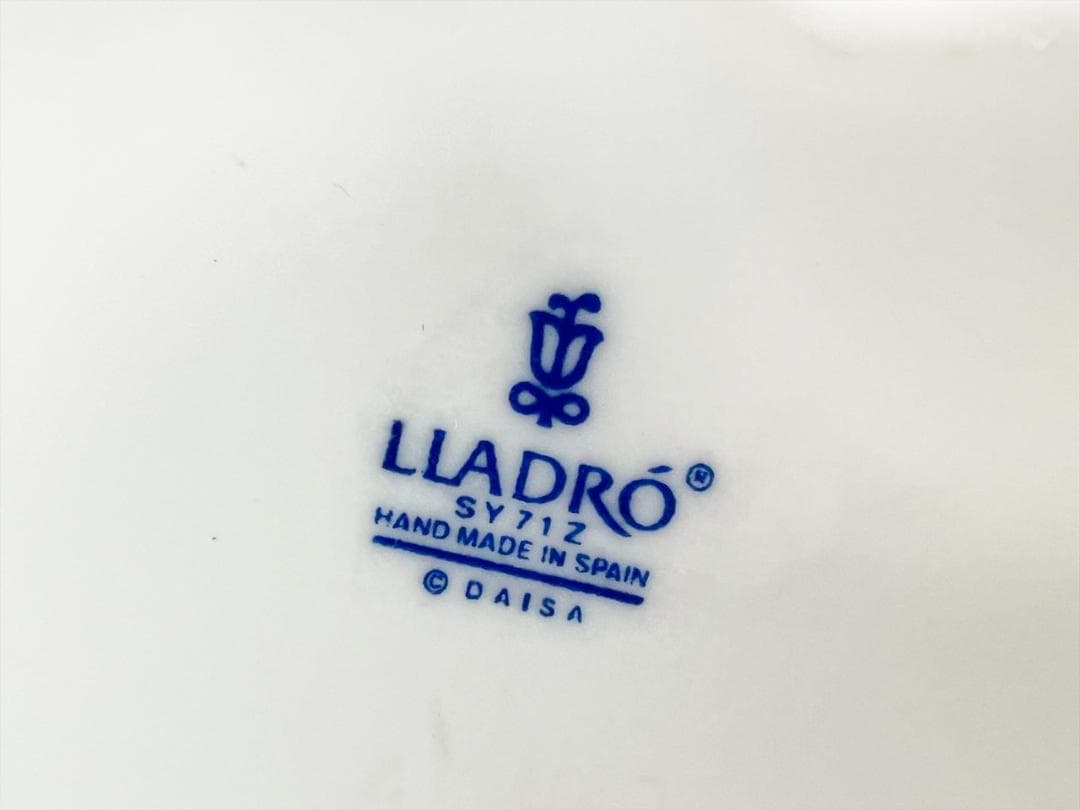 LLADRÓ®
SY71Z
HAND MADE IN SPAIN
© DAISA